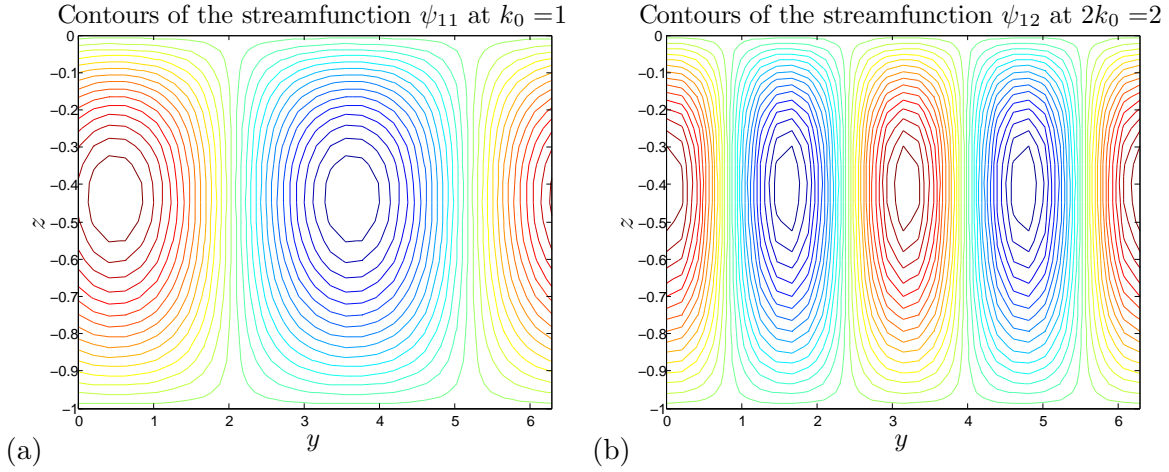 Contours of the streamfunction ψ₁₁ at k₀ =1
0
−0.1
−0.2
−0.3
−0.4
−0.5
−0.6
−0.7
−0.8
−0.9
−1
z
0 1 2 3 4 5 6
y
(a)
Contours of the streamfunction ψ₁₂ at 2k₀ =2
0
−0.1
−0.2
−0.3
−0.4
−0.5
−0.6
−0.7
−0.8
−0.9
−1
z
0 1 2 3 4 5 6
y
(b)